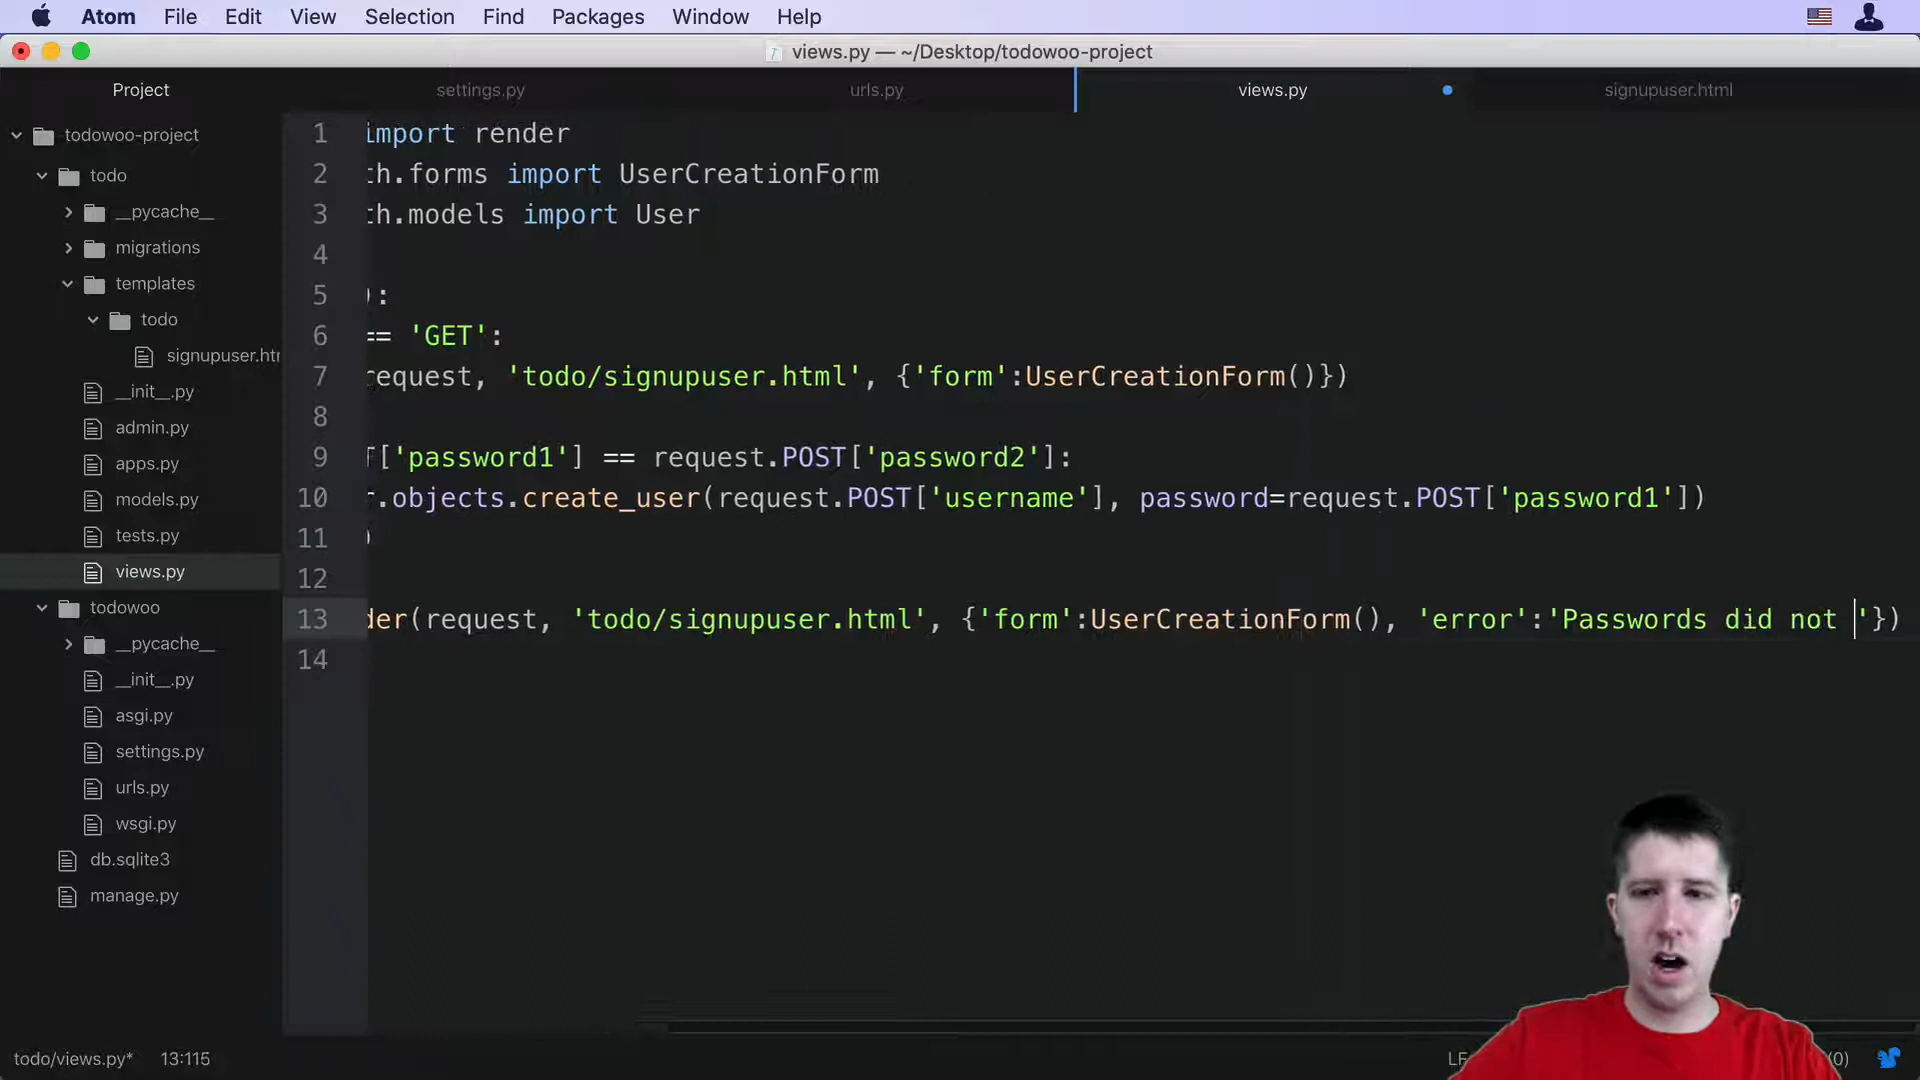 Atom File Edit View Selection Find Packages Window Help
views.py — ~/Desktop/todowoo-project
Project settings.py urls.py views.py signupuser.html
todowoo-project
todo
__pycache__
migrations
templates
todo
signupuser.htm
__init__.py
admin.py
apps.py
models.py
tests.py
views.py
todowoo
__pycache__
__init__.py
asgi.py
settings.py
urls.py
wsgi.py
db.sqlite3
manage.py
1 import render
2 th.forms import UserCreationForm
3 th.models import User
4
5 ):
6 == 'GET':
7 request, 'todo/signupuser.html', {'form':UserCreationForm()})
8
9 T['password1'] == request.POST['password2']:
10 r.objects.create_user(request.POST['username'], password=request.POST['password1'])
11 )
12
13 der(request, 'todo/signupuser.html', {'form':UserCreationForm(), 'error':'Passwords did not '})
14
todo/views.py* 13:115 LF (0)